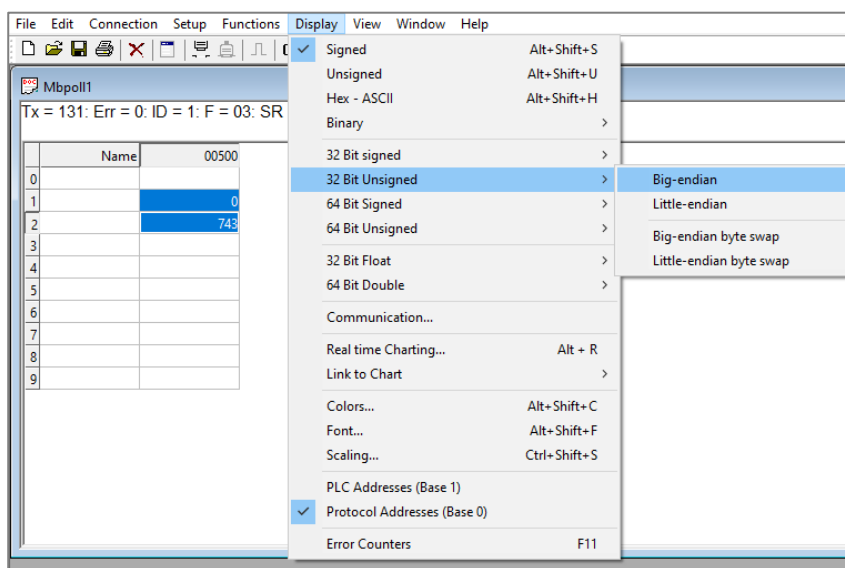 File Edit Connection Setup Functions Display View Window Help
Mbpoll1
Tx = 131: Err = 0: ID = 1: F = 03: SR
Name 00500
0
1 0
2 743
3
4
5
6
7
8
9
Signed Alt+Shift+S
Unsigned Alt+Shift+U
Hex - ASCII Alt+Shift+H
Binary
32 Bit signed
32 Bit Unsigned
64 Bit Signed
64 Bit Unsigned
32 Bit Float
64 Bit Double
Communication...
Real time Charting... Alt + R
Link to Chart
Colors... Alt+Shift+C
Font... Alt+Shift+F
Scaling... Ctrl+Shift+S
PLC Addresses (Base 1)
Protocol Addresses (Base 0)
Error Counters F11
Big-endian
Little-endian
Big-endian byte swap
Little-endian byte swap